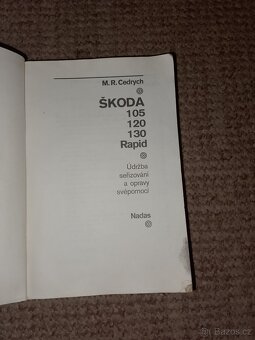 M. R. Cedrych
ŠKODA
105
120
130
Rapid
Údržba
seřizování
a opravy
svépomocí
Nadas
Bazos.cz